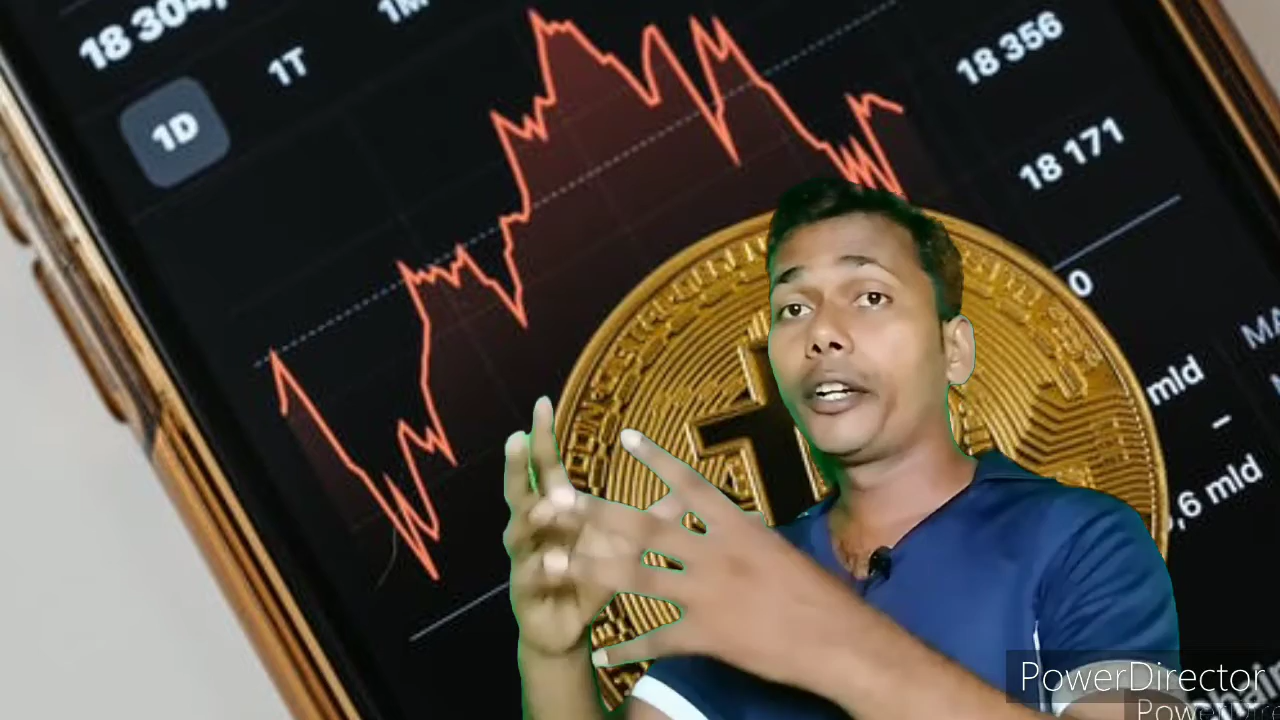 18 304,
1M
1T
1D
18 356
18 171
0
mld
–
,6 mld
PowerDirector